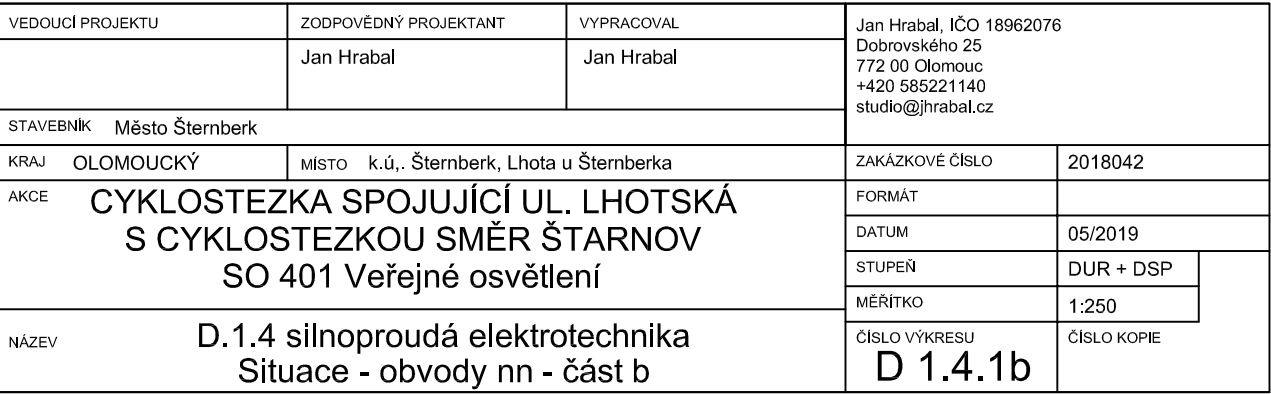 VEDOUCÍ PROJEKTU
ZODPOVĚDNÝ PROJEKTANT
VYPRACOVAL
Jan Hrabal
Jan Hrabal
Jan Hrabal, IČO 18962076
Dobrovského 25
772 00 Olomouc
+420 585221140
studio@jhrabal.cz
STAVEBNÍK Město Šternberk
KRAJ OLOMOUCKÝ
MÍSTO k.ú,. Šternberk, Lhota u Šternberka
ZAKÁZKOVÉ ČÍSLO 2018042
AKCE CYKLOSTEZKA SPOJUJÍCÍ UL. LHOTSKÁ
S CYKLOSTEZKOU SMĚR ŠTARNOV
SO 401 Veřejné osvětlení
FORMÁT
DATUM 05/2019
STUPEŇ DUR + DSP
MĚŘÍTKO 1:250
NÁZEV D.1.4 silnoproudá elektrotechnika
Situace - obvody nn - část b
ČÍSLO VÝKRESU
D 1.4.1b
ČÍSLO KOPIE